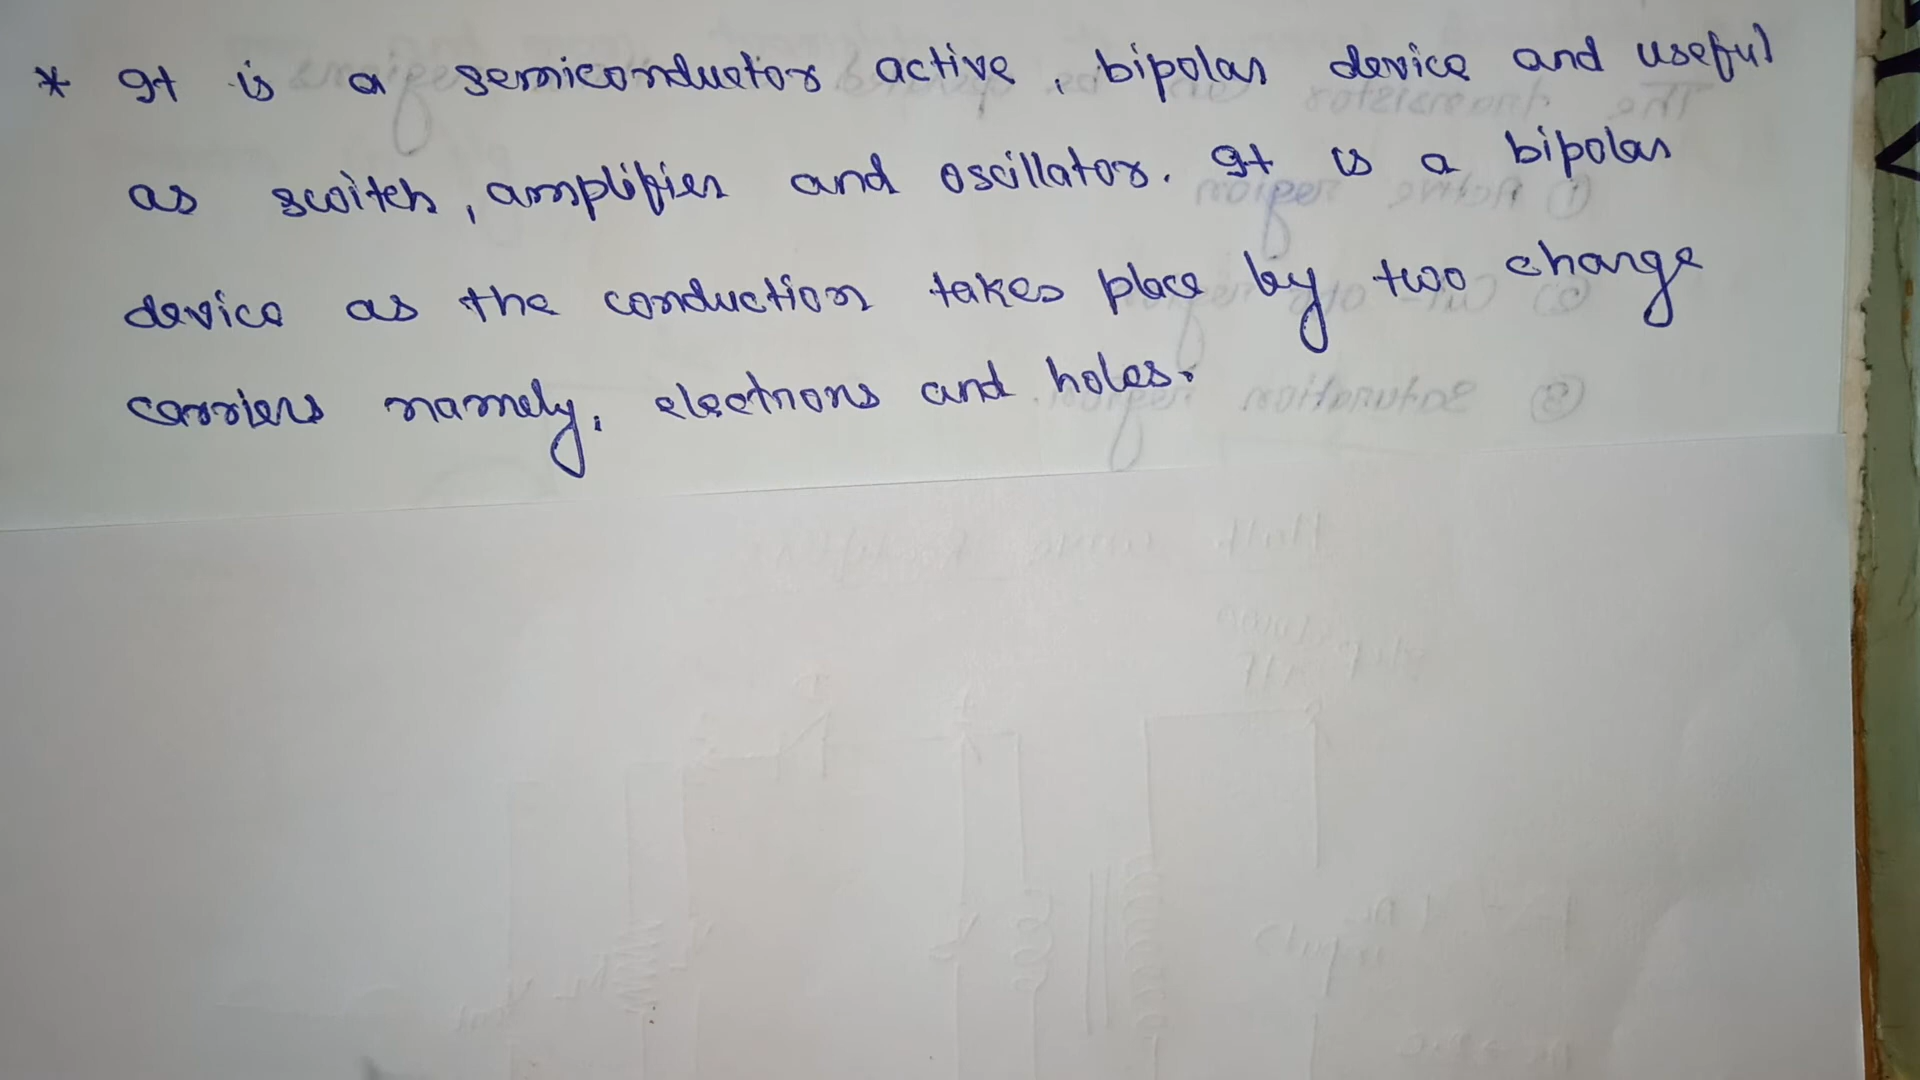 * It is a semiconductor active, bipolar device and useful
as switch, amplifier and oscillator. It is a bipolar
device as the conduction takes place by two charge
carriers namely, electrons and holes.